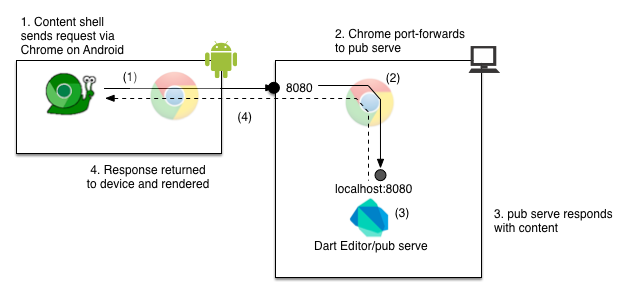 1. Content shell
sends request via
Chrome on Android
2. Chrome port-forwards
to pub serve
(1)
8080
(2)
(4)
4. Response returned
to device and rendered
localhost:8080
(3)
3. pub serve responds
with content
Dart Editor/pub serve